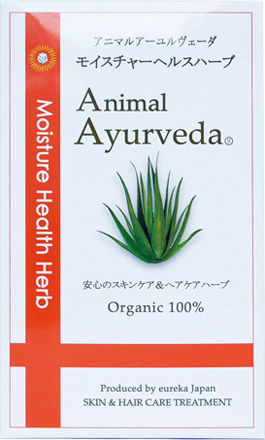 アニマルアーユルヴェーダ
モイスチャーヘルスハーブ
Animal
Ayurveda®
Moisture Health Herb
安心のスキンケア&ヘアケアハーブ
Organic 100%
Produced by eureka Japan
SKIN & HAIR CARE TREATMENT